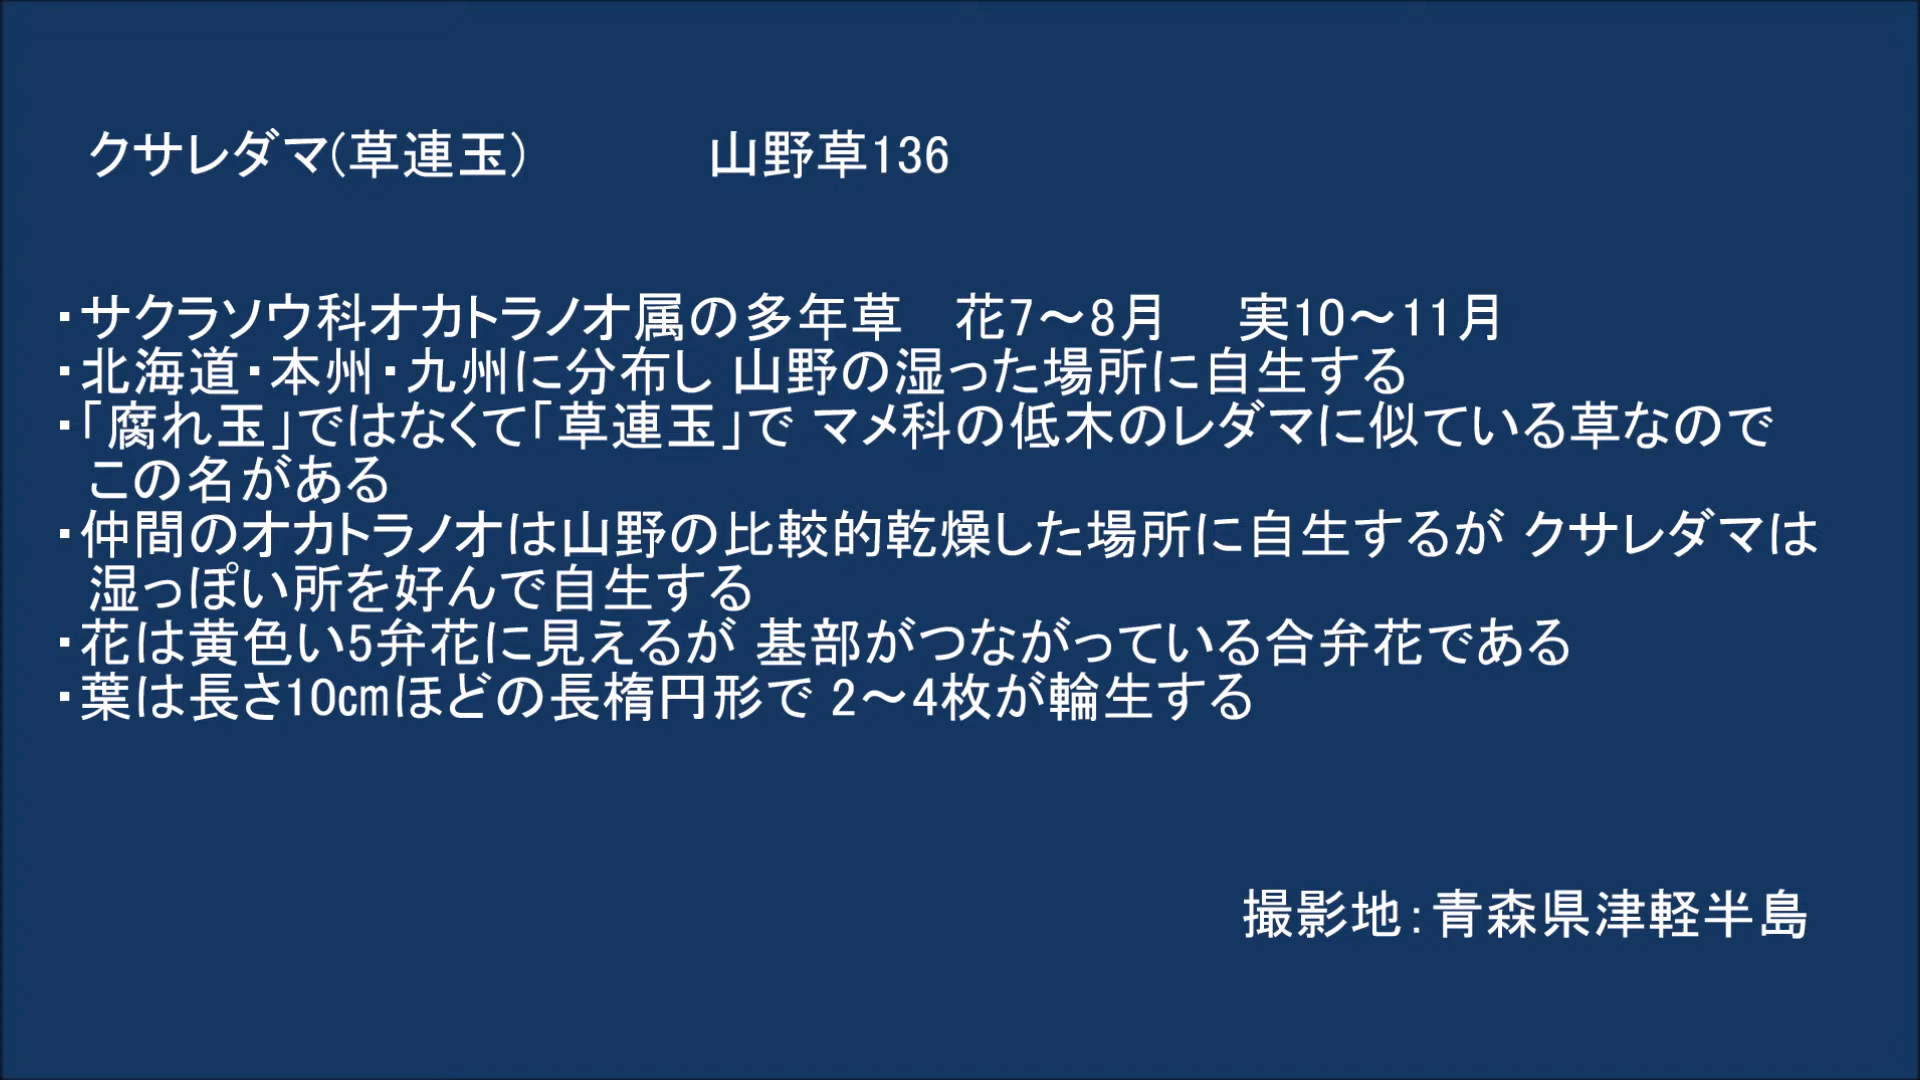 クサレダマ(草連玉)　　　山野草136
・サクラソウ科オカトラノオ属の多年草　花7～8月　実10～11月
・北海道・本州・九州に分布し 山野の湿った場所に自生する
・「腐れ玉」ではなくて「草連玉」で マメ科の低木のレダマに似ている草なので
この名がある
・仲間のオカトラノオは山野の比較的乾燥した場所に自生するが クサレダマは
湿っぽい所を好んで自生する
・花は黄色い5弁花に見えるが 基部がつながっている合弁花である
・葉は長さ10㎝ほどの長楕円形で 2～4枚が輪生する
撮影地：青森県津軽半島